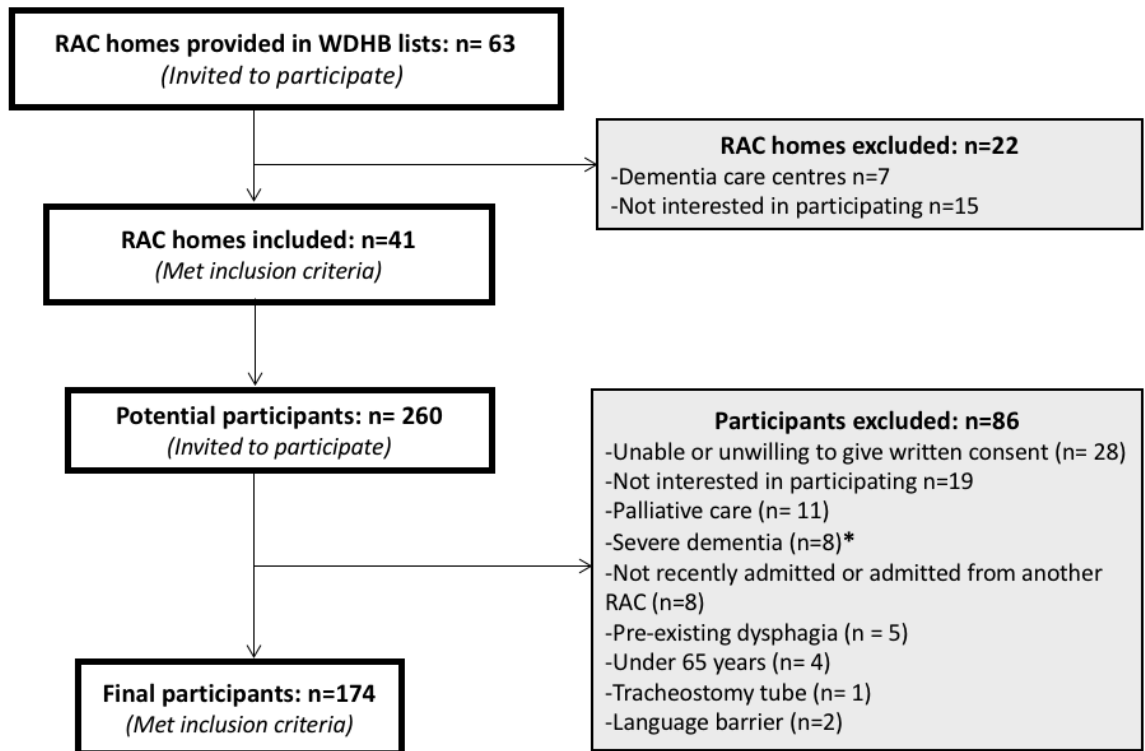 RAC homes provided in WDHB lists: n= 63
(Invited to participate)
RAC homes excluded: n=22
-Dementia care centres n=7
-Not interested in participating n=15
RAC homes included: n=41
(Met inclusion criteria)
Potential participants: n= 260
(Invited to participate)
Participants excluded: n=86
-Unable or unwilling to give written consent (n= 28)
-Not interested in participating n=19
-Palliative care (n= 11)
-Severe dementia (n=8)*
-Not recently admitted or admitted from another
RAC (n=8)
-Pre-existing dysphagia (n = 5)
-Under 65 years (n= 4)
-Tracheostomy tube (n= 1)
-Language barrier (n=2)
Final participants: n=174
(Met inclusion criteria)